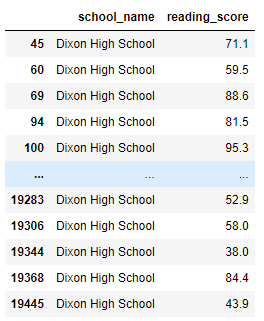 school_name reading_score
45 Dixon High School 71.1
60 Dixon High School 59.5
69 Dixon High School 88.6
94 Dixon High School 81.5
100 Dixon High School 95.3
... ... ...
19283 Dixon High School 52.9
19306 Dixon High School 58.0
19344 Dixon High School 38.0
19368 Dixon High School 84.4
19445 Dixon High School 43.9